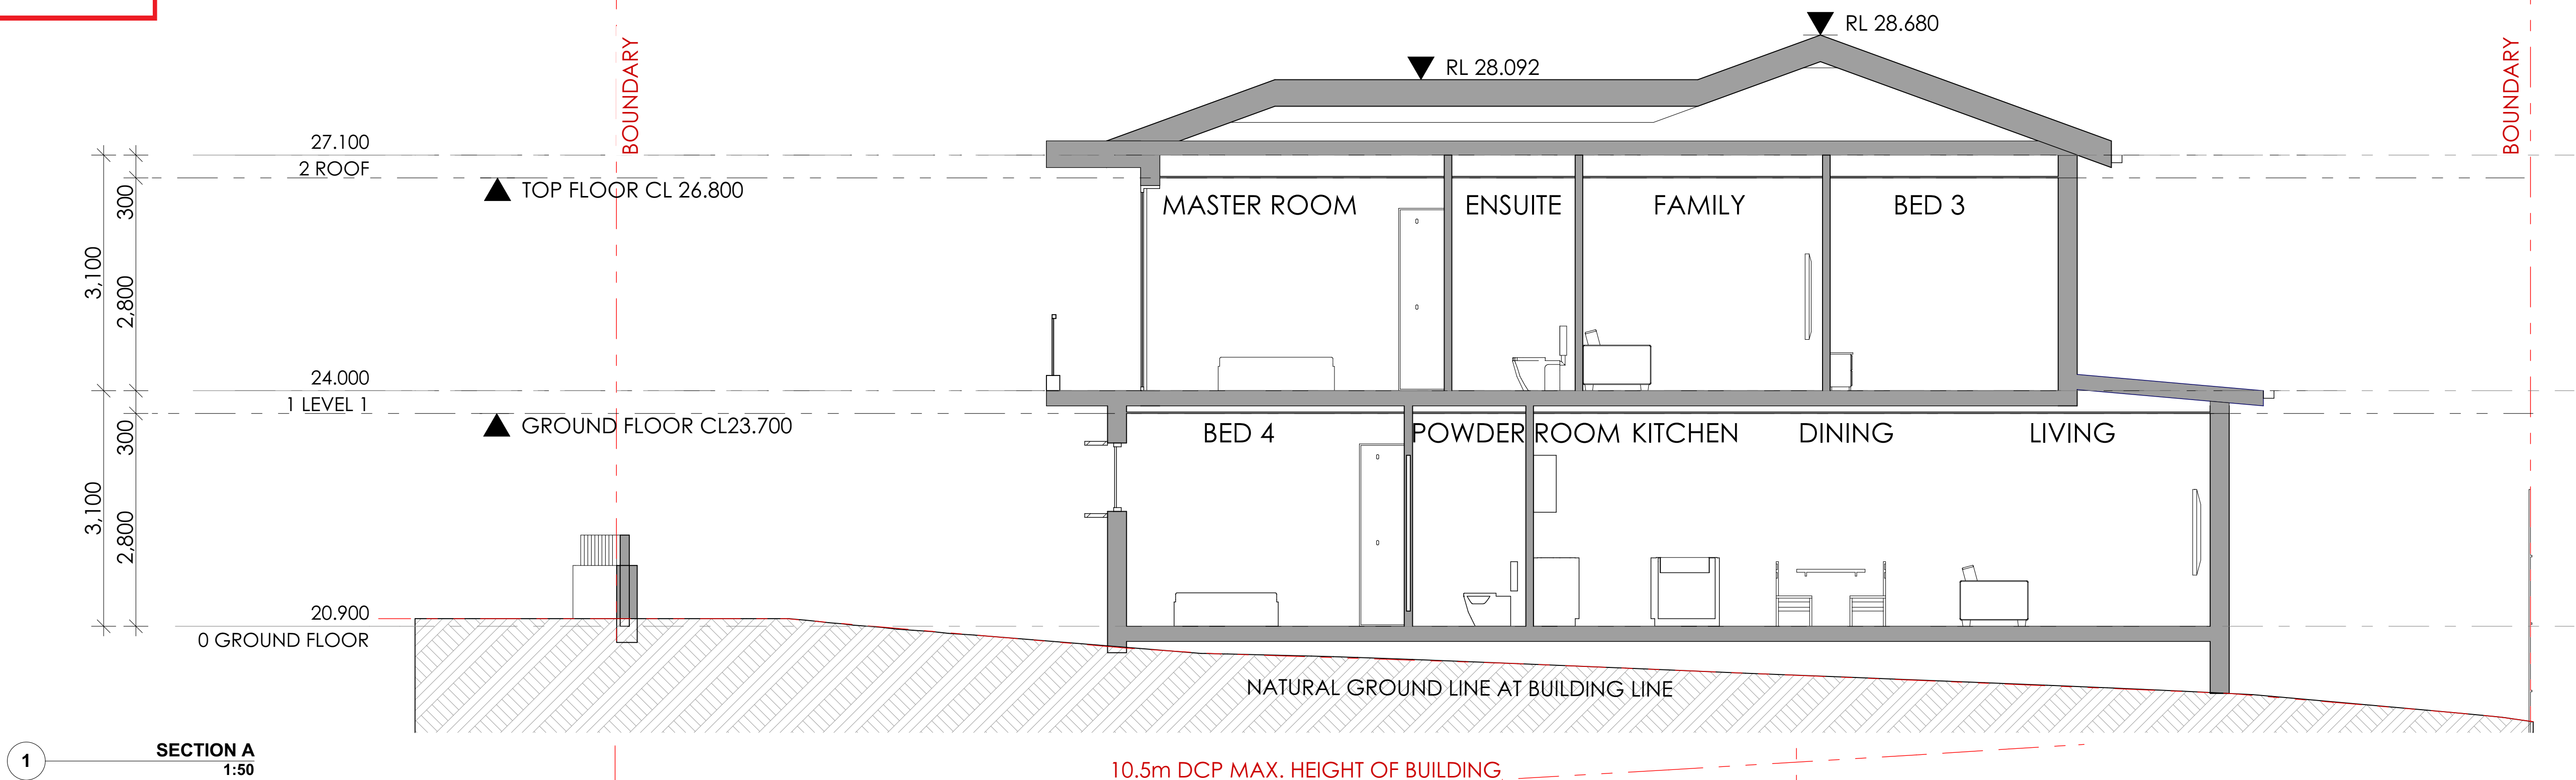 RL 28.680
BOUNDARY
BOUNDARY
RL 28.092
27.100
2 ROOF
TOP FLOOR CL 26.800
MASTER ROOM
ENSUITE
FAMILY
BED 3
300
3,100
2,800
24.000
1 LEVEL 1
GROUND FLOOR CL23.700
BED 4
POWDER ROOM
KITCHEN
DINING
LIVING
300
3,100
2,800
20.900
0 GROUND FLOOR
NATURAL GROUND LINE AT BUILDING LINE
1
SECTION A
1:50
10.5m DCP MAX. HEIGHT OF BUILDING